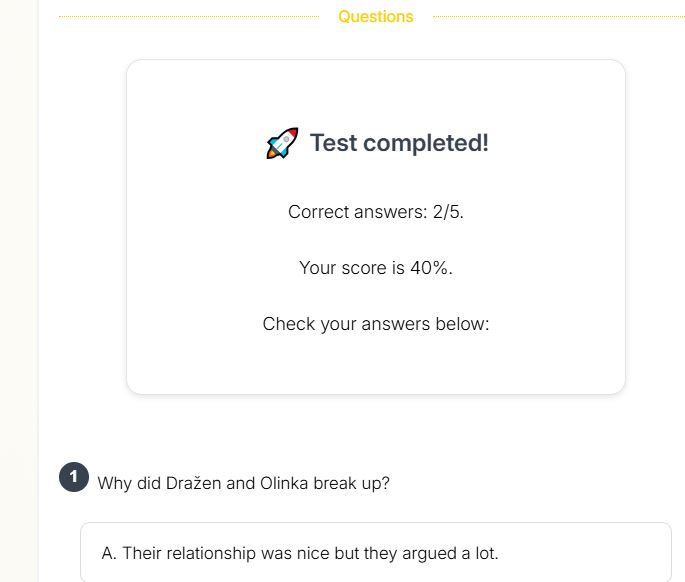 Questions
Test completed!
Correct answers: 2/5.
Your score is 40%.
Check your answers below:
1
Why did Dražen and Olinka break up?
A. Their relationship was nice but they argued a lot.